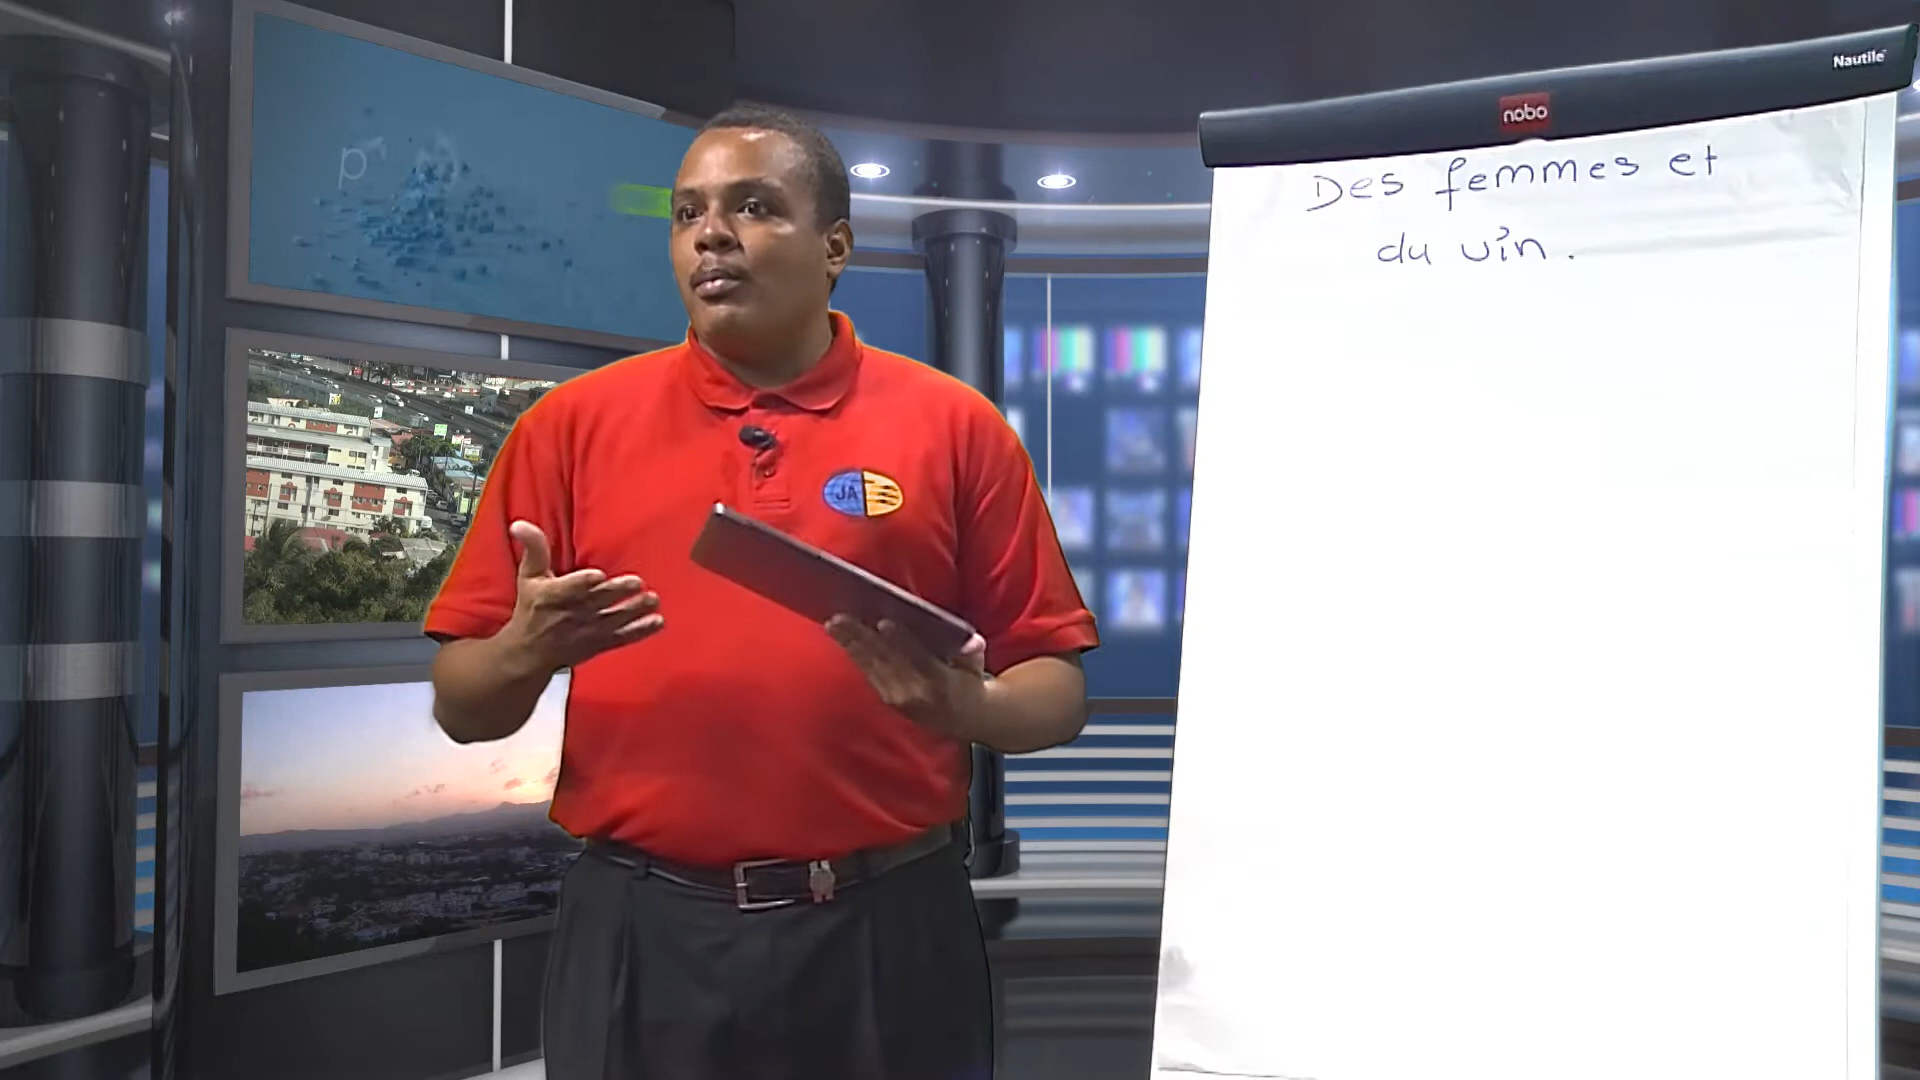 Nautile
nobo
Des femmes et
du vin.
p
JA